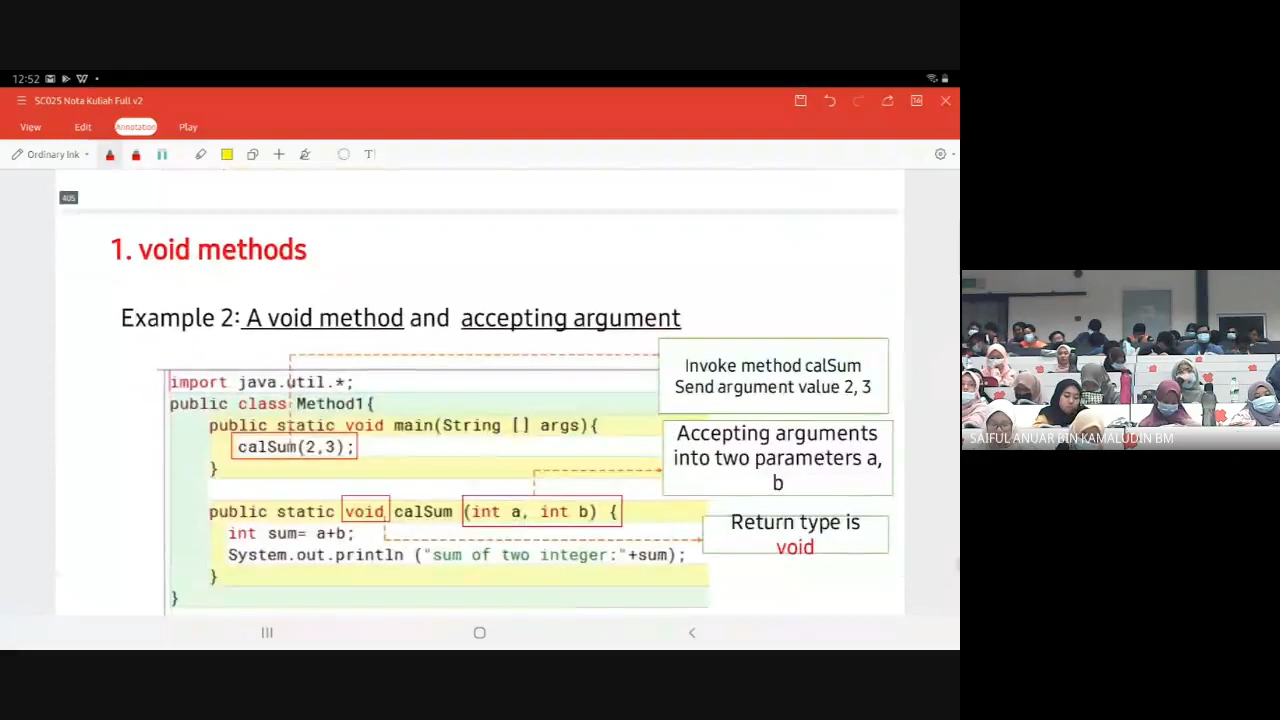 12:52
SC025 Nota Kuliah Full v2
16
View Edit Annotation Play
Ordinary Ink
T
405
1. void methods
Example 2: A void method and accepting argument
Invoke method calSum
Send argument value 2, 3
import java.util.*;
public class Method1{
public static void main(String [] args){
calSum(2,3);
}
Accepting arguments
into two parameters a,
b
public static void calSum (int a, int b) {
int sum= a+b;
System.out.println ("sum of two integer:"+sum);
}
}
Return type is
void
SAIFUL ANUAR BIN KAMALUDIN BM